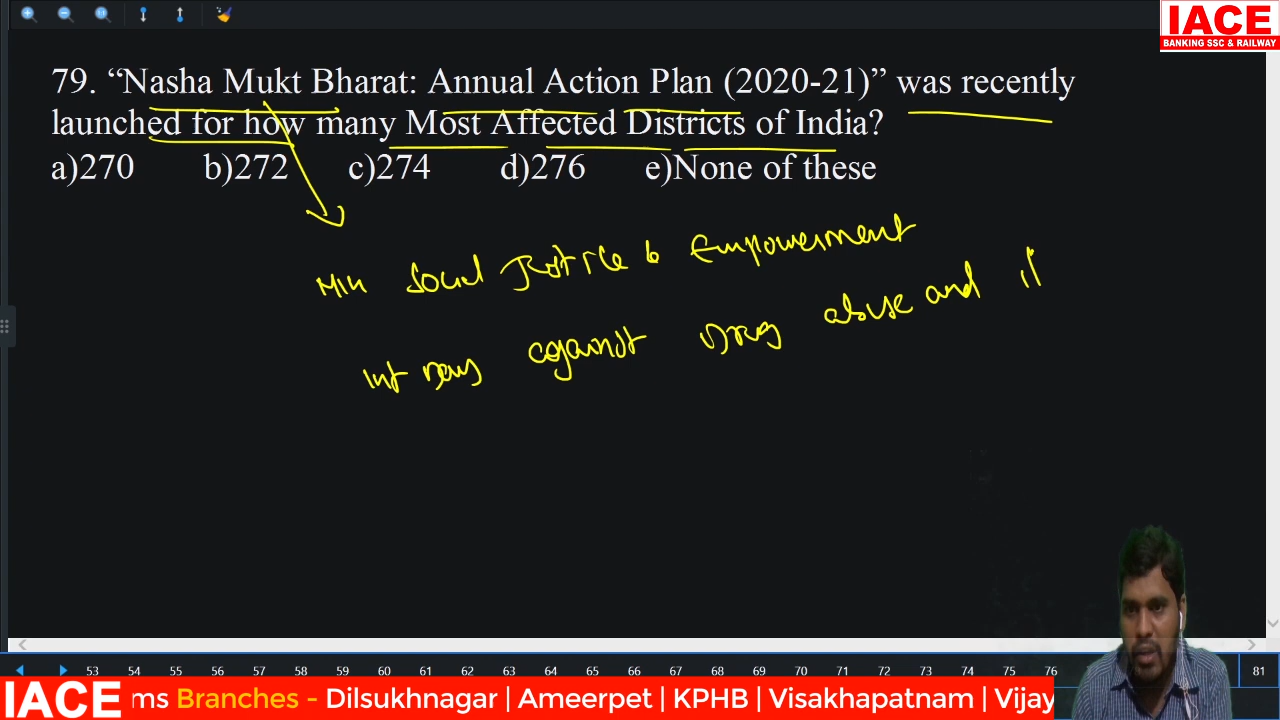 IACE
BANKING SSC & RAILWAY
79. “Nasha Mukt Bharat: Annual Action Plan (2020-21)” was recently
launched for how many Most Affected Districts of India?
a)270 b)272 c)274 d)276 e)None of these
Min Social Justice & Empowerment
Int against Drug abuse and il
53 54 55 56 57 58 59 60 61 62 63 64 65 66 67 68 69 70 71 72 73 74 75 76 81
IACE ms Branches - Dilsukhnagar | Ameerpet | KPHB | Visakhapatnam | Vijay